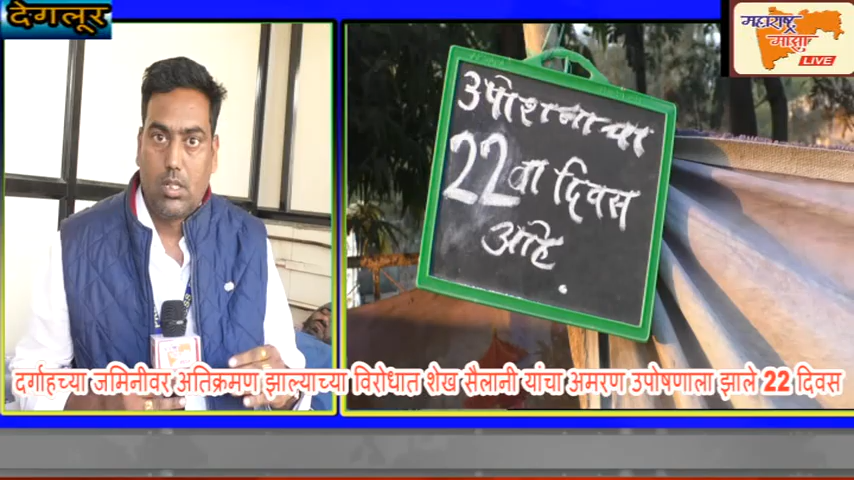 देगलूर
महाराष्ट्र
माझा
LIVE
उपोशनाचा
22 वा दिवस
आहे.
दर्गाहच्या जमिनीवर अतिक्रमण झाल्याच्या विरोधात शेख सैलानी यांचा अमरण उपोषणाला झाले 22 दिवस